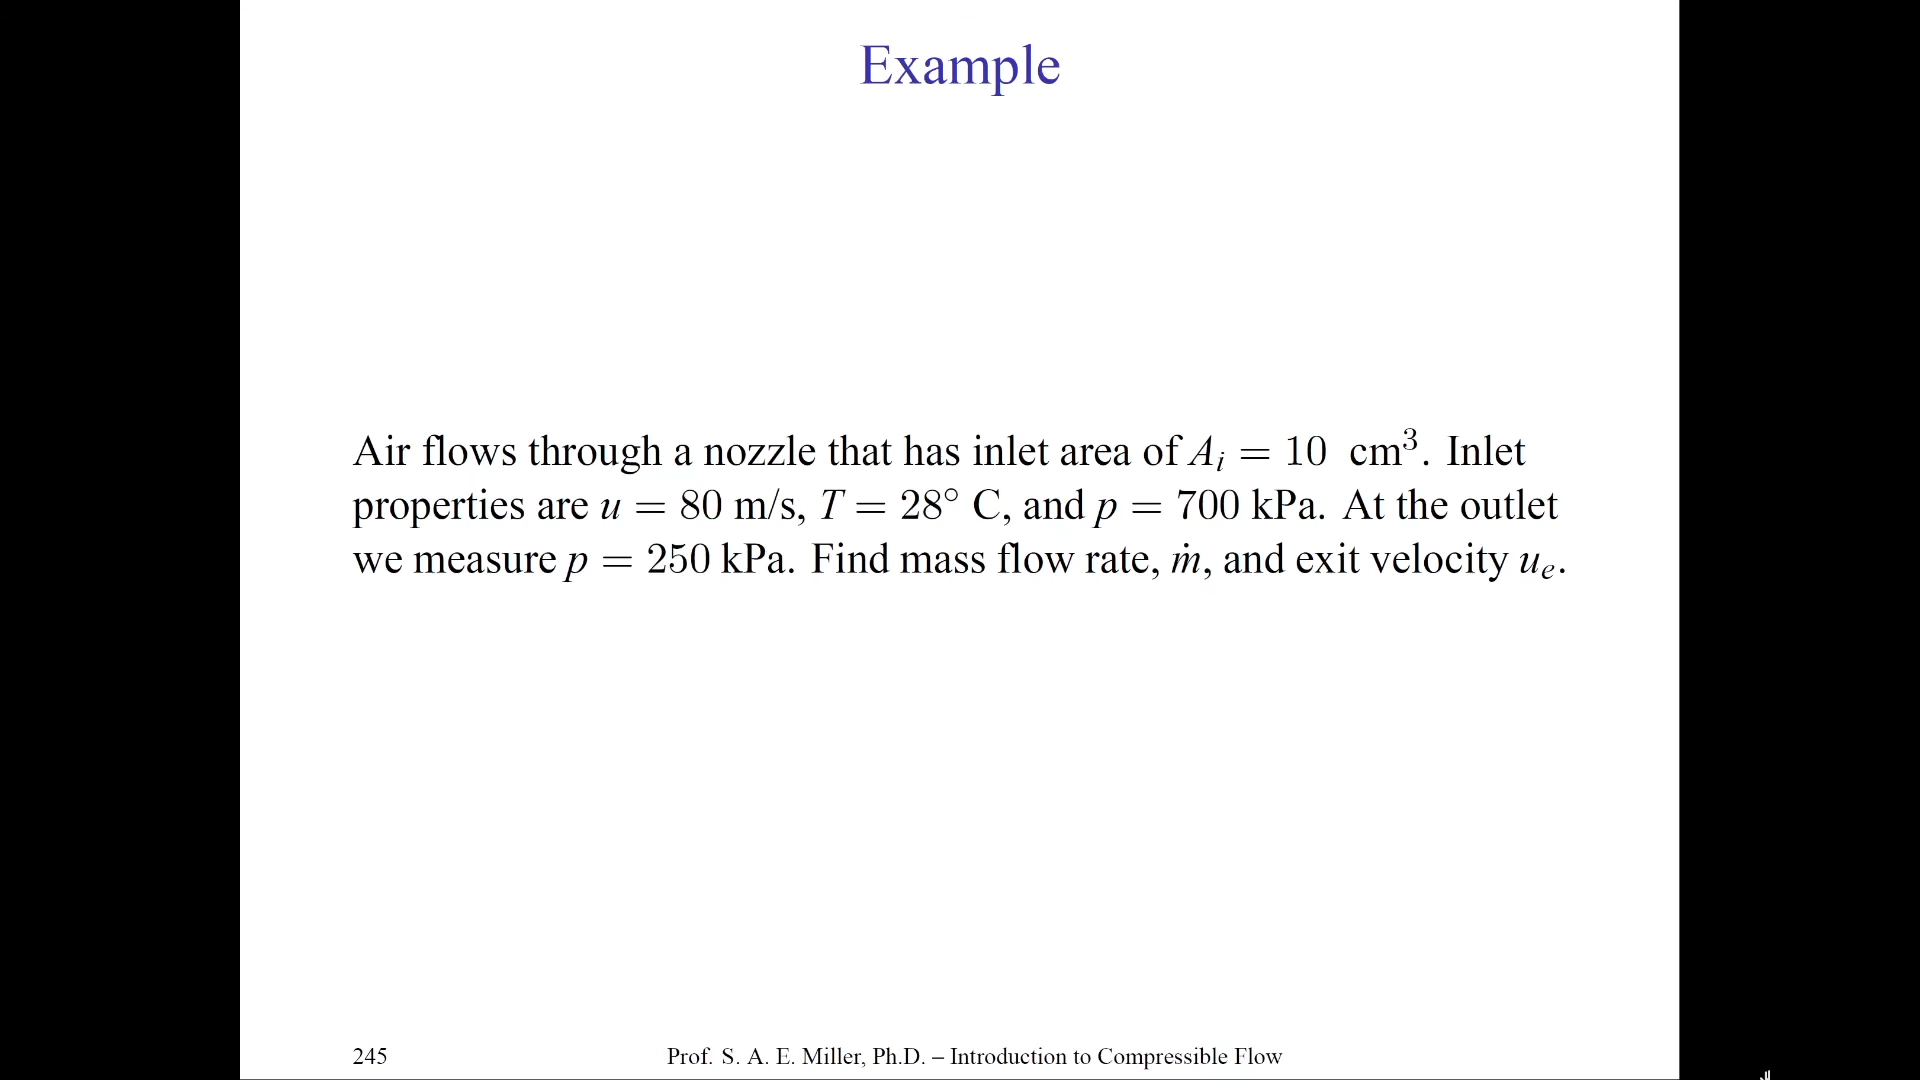 Example
Air flows through a nozzle that has inlet area of Aᵢ = 10 cm³. Inlet
properties are u = 80 m/s, T = 28° C, and p = 700 kPa. At the outlet
we measure p = 250 kPa. Find mass flow rate, ṁ, and exit velocity uₑ.
245 Prof. S. A. E. Miller, Ph.D. – Introduction to Compressible Flow